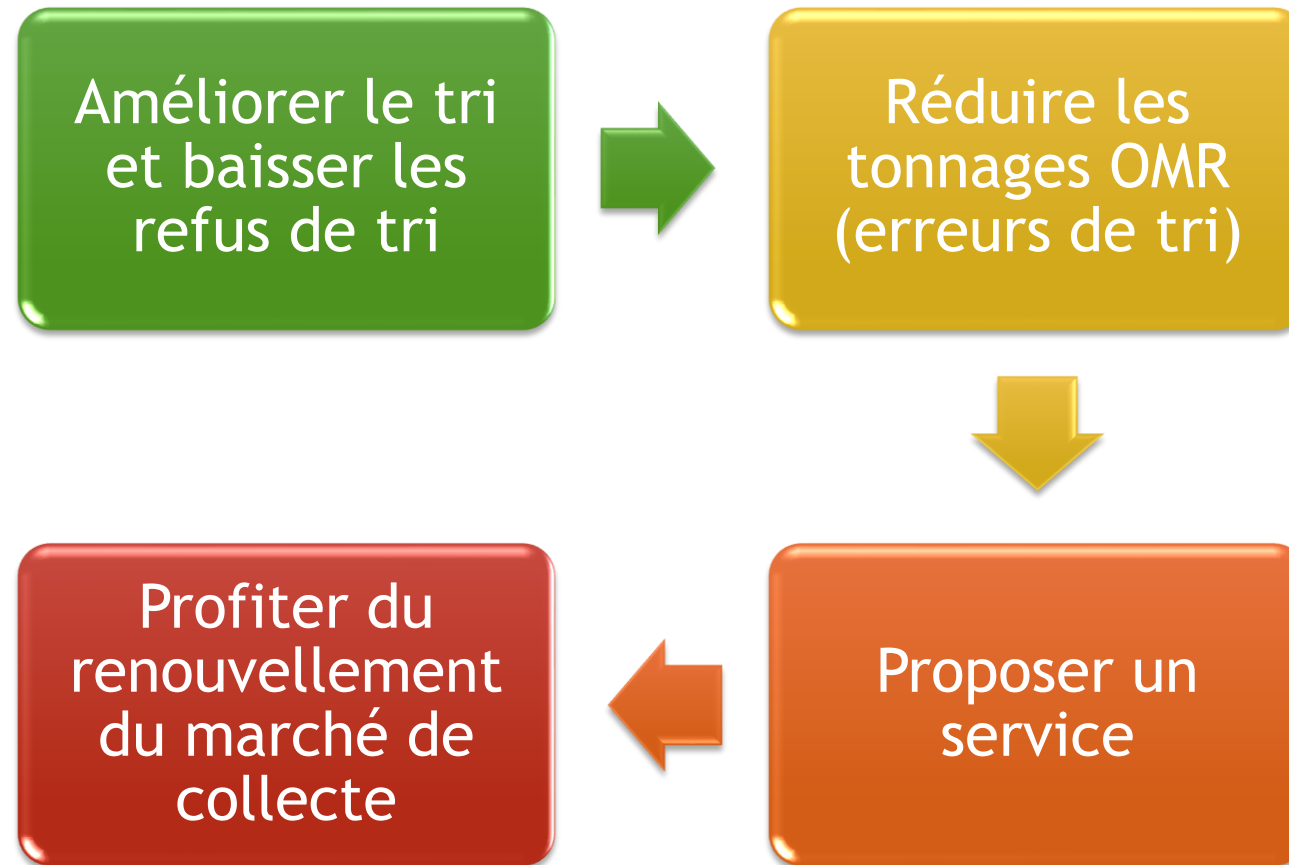 Améliorer le tri
et baisser les
refus de tri
Réduire les
tonnages OMR
(erreurs de tri)
Proposer un
service
Profiter du
renouvellement
du marché de
collecte